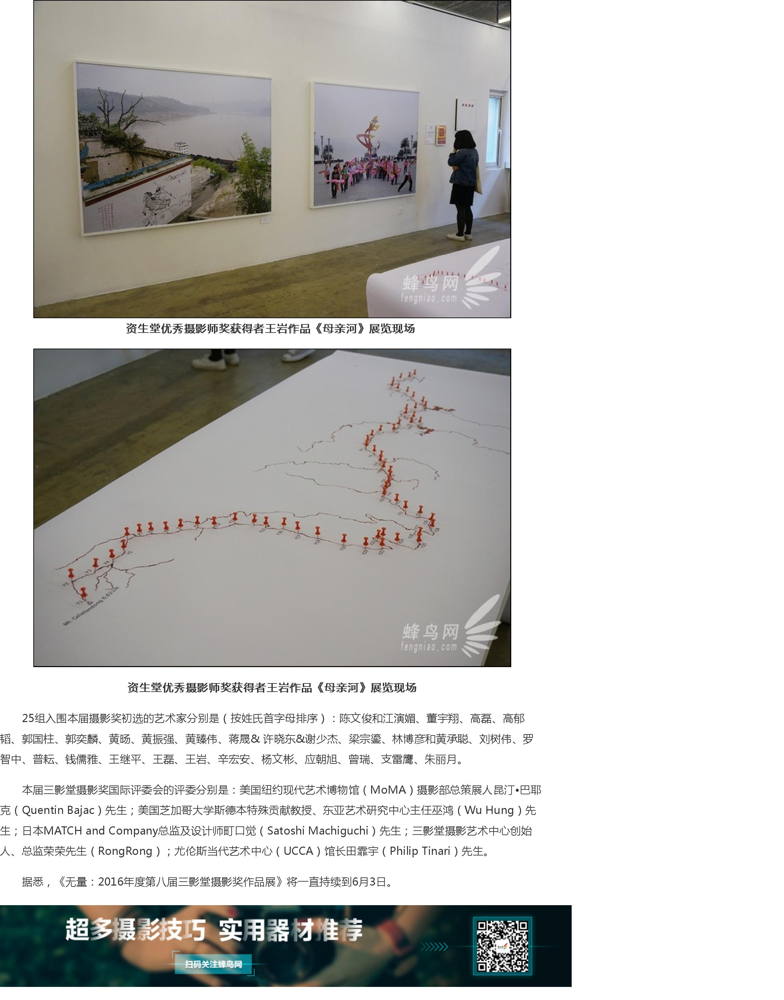 蜂鸟网
fengniao.com
资生堂优秀摄影师奖获得者王岩作品《母亲河》展览现场
Y2
Y3
Y4
Y5
Y1
Mt. Geladandong 6,621m
蜂鸟网
fengniao.com
资生堂优秀摄影师奖获得者王岩作品《母亲河》展览现场
25组入围本届摄影奖初选的艺术家分别是（按姓氏首字母排序）：陈文俊和江演媚、董宇翔、高磊、高郁
韬、郭国柱、郭奕麟、黄旸、黄振强、黄臻伟、蒋晟& 许晓东&谢少杰、梁宗鎏、林博彦和黄承聪、刘树伟、罗
智中、普耘、钱儒雅、王继平、王磊、王岩、辛宏安、杨文彬、应朝旭、曾瑞、支雷鹰、朱丽月。
本届三影堂摄影奖国际评委会的评委分别是：美国纽约现代艺术博物馆（MoMA）摄影部总策展人昆汀•巴耶
克（Quentin Bajac）先生；美国芝加哥大学斯德本特殊贡献教授、东亚艺术研究中心主任巫鸿（Wu Hung）先
生；日本MATCH and Company总监及设计师町口觉（Satoshi Machiguchi）先生；三影堂摄影艺术中心创始
人、总监荣荣先生（RongRong）；尤伦斯当代艺术中心（UCCA）馆长田霏宇（Philip Tinari）先生。
据悉，《无量：2016年度第八届三影堂摄影奖作品展》将一直持续到6月3日。
超多摄影技巧 实用器材推荐
扫码关注蜂鸟网